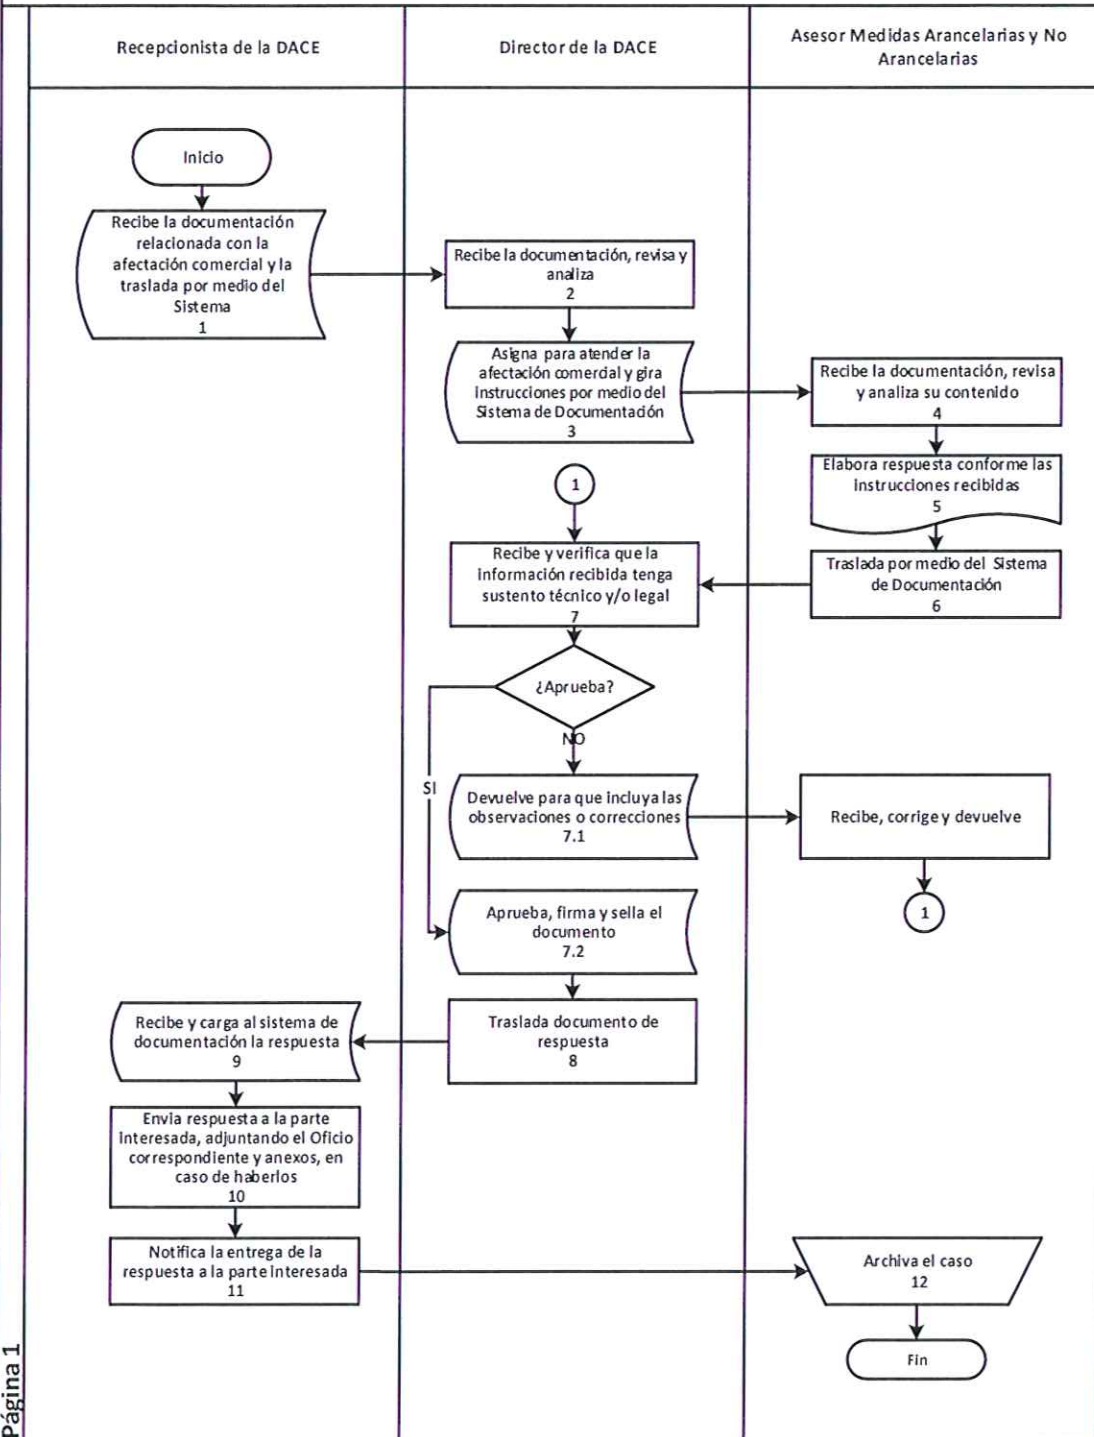 Recepcionista de la DACE
Director de la DACE
Asesor Medidas Arancelarias y No
Arancelarias
Inicio
Recibe la documentación
relacionada con la
afectación comercial y la
traslada por medio del
Sistema
1
Recibe la documentación, revisa y
analiza
2
Asigna para atender la
afectación comercial y gira
instrucciones por medio del
Sistema de Documentación
3
Recibe la documentación, revisa
y analiza su contenido
4
Elabora respuesta conforme las
instrucciones recibidas
5
Traslada por medio del Sistema
de Documentación
6
1
Recibe y verifica que la
información recibida tenga
sustento técnico y/o legal
7
¿Aprueba?
NO
SI
Devuelve para que incluya las
observaciones o correcciones
7.1
Recibe, corrige y devuelve
1
Aprueba, firma y sella el
documento
7.2
Traslada documento de
respuesta
8
Recibe y carga al sistema de
documentación la respuesta
9
Envia respuesta a la parte
interesada, adjuntando el Oficio
correspondiente y anexos, en
caso de haberlos
10
Notifica la entrega de la
respuesta a la parte interesada
11
Archiva el caso
12
Fin
Página 1